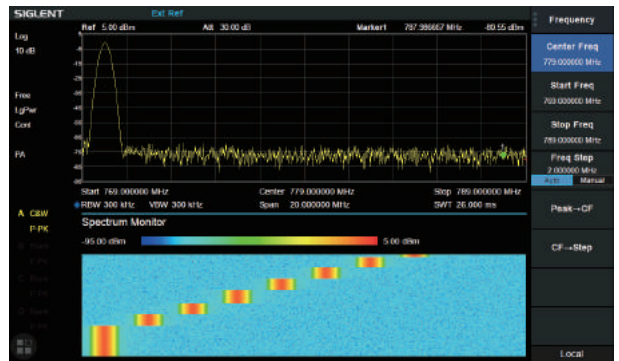 SIGLENT Ext Ref
Ref 5.00 dBm Att 30.00 dB Marker1 787.986667 MHz -80.55 dBm
Log
10 dB
Free
LgPwr
Cont
PA
Start 769.000000 MHz Center 779.000000 MHz Stop 789.000000 MHz
RBW 300 kHz VBW 300 kHz Span 20.000000 MHz SWT 26.000 ms
A C&W
P-PK
Spectrum Monitor
-95.00 dBm 5.00 dBm
Frequency
Center Freq
779.000000 MHz
Start Freq
769.000000 MHz
Stop Freq
789.000000 MHz
Freq Step
2.000000 MHz
Auto Manual
Peak→CF
CF→Step
Local